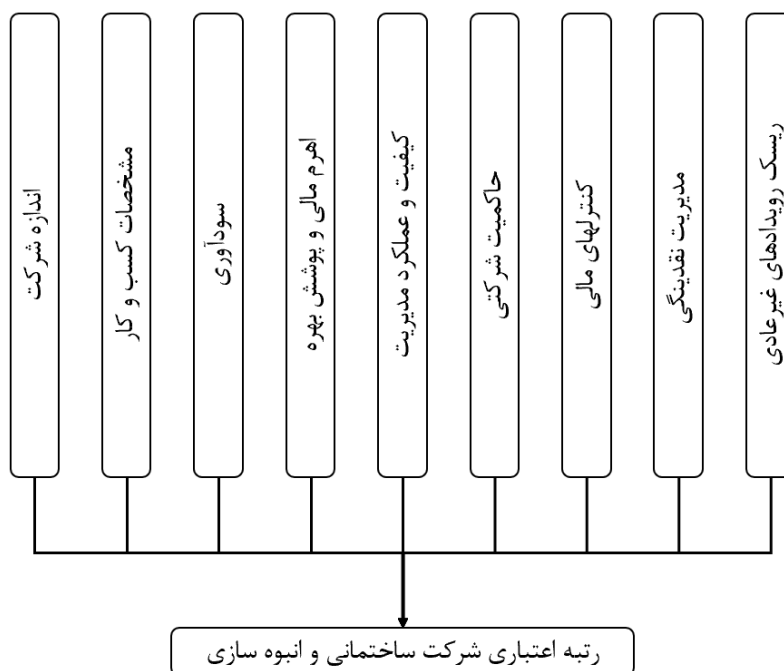 ریسک رویدادهای غیرعادی
مدیریت نقدینگی
کنترلهای مالی
حاکمیت شرکتی
کیفیت و عملکرد مدیریت
اهرم مالی و پوشش بهره
سودآوری
مشخصات کسب و کار
اندازه شرکت
رتبه اعتباری شرکت ساختمانی و انبوه سازی